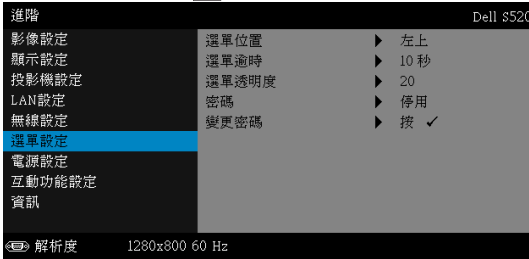 進階 Dell S520
影像設定 選單位置 左上
顯示設定 選單逾時 10 秒
投影機設定 選單透明度 20
LAN設定 密碼 停用
無線設定 變更密碼 按 ✓
選單設定
電源設定
互動功能設定
資訊
解析度 1280x800 60 Hz